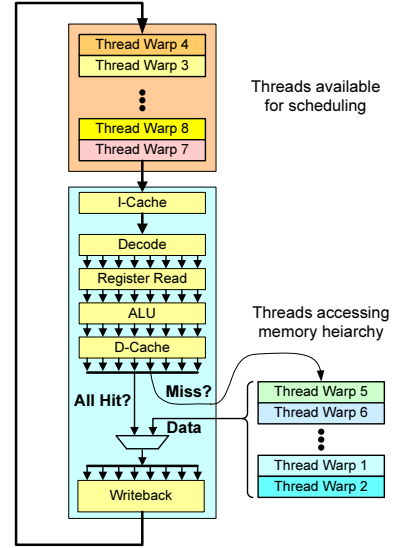 Thread Warp 4
Thread Warp 3
Thread Warp 8
Thread Warp 7
Threads available
for scheduling
I-Cache
Decode
Register Read
ALU
D-Cache
All Hit?
Miss?
Data
Writeback
Threads accessing
memory heiarchy
Thread Warp 5
Thread Warp 6
Thread Warp 1
Thread Warp 2